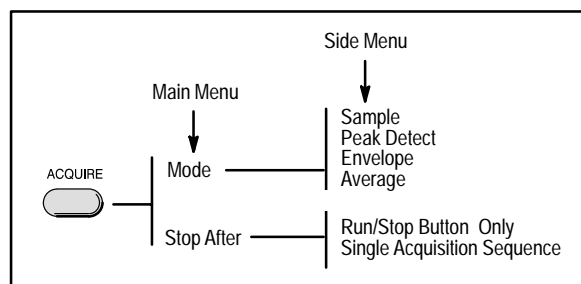 Side Menu
Main Menu
Sample
Peak Detect
Envelope
Average
ACQUIRE
Mode
Stop After
Run/Stop Button Only
Single Acquisition Sequence